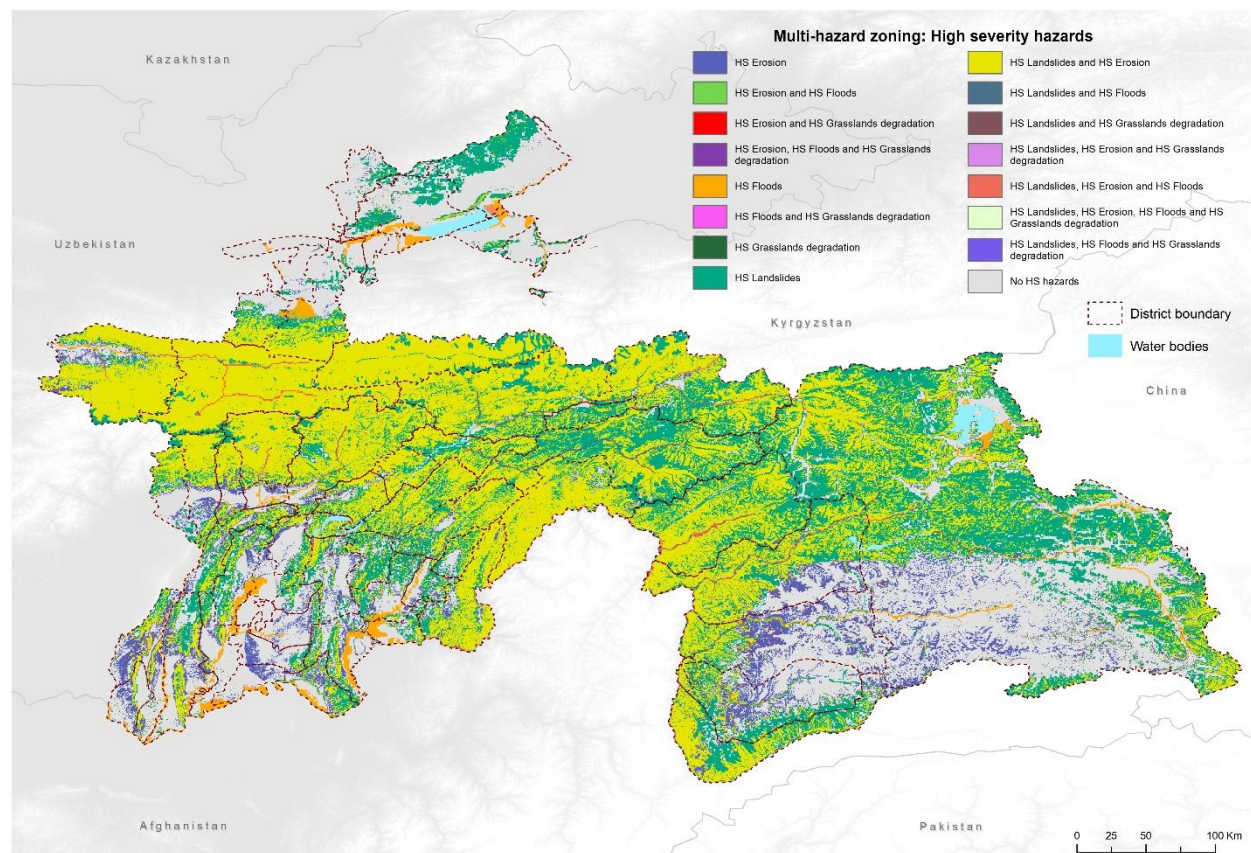 Multi-hazard zoning: High severity hazards
HS Erosion
HS Erosion and HS Floods
HS Erosion and HS Grasslands degradation
HS Erosion, HS Floods and HS Grasslands
degradation
HS Floods
HS Floods and HS Grasslands degradation
HS Grasslands degradation
HS Landslides
HS Landslides and HS Erosion
HS Landslides and HS Floods
HS Landslides and HS Grasslands degradation
HS Landslides, HS Erosion and HS Grasslands
degradation
HS Landslides, HS Erosion and HS Floods
HS Landslides, HS Erosion, HS Floods and HS
Grasslands degradation
HS Landslides, HS Floods and HS Grasslands
degradation
No HS hazards
District boundary
Water bodies
Kazakhstan
Uzbekistan
Kyrgyzstan
China
Afghanistan
Pakistan
0 25 50 100 Km